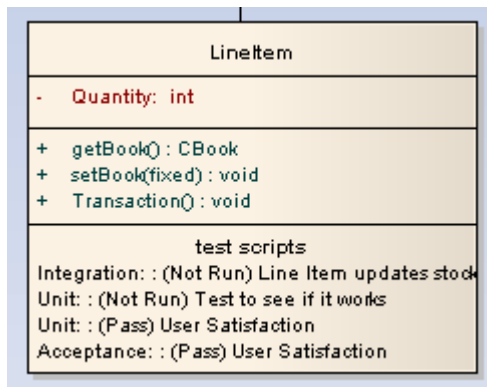 LineItem
- Quantity: int
+ getBook() : CBook
+ setBook(fixed) : void
+ Transaction() : void
test scripts
Integration: : (Not Run) Line Item updates stock
Unit: : (Not Run) Test to see if it works
Unit: : (Pass) User Satisfaction
Acceptance: : (Pass) User Satisfaction